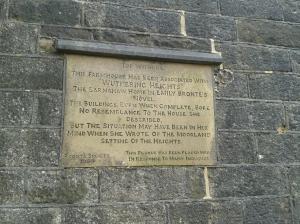 TOP WITHENS.
THIS FARMHOUSE HAS BEEN ASSOCIATED WITH
"WUTHERING HEIGHTS",
THE EARNSHAW HOME IN EMILY BRONTË'S
NOVEL.
THE BUILDINGS, EVEN WHEN COMPLETE, BORE
NO RESEMBLANCE TO THE HOUSE SHE
DESCRIBED.
BUT THE SITUATION MAY HAVE BEEN IN HER
MIND WHEN SHE WROTE OF THE MOORLAND
SETTING OF THE HEIGHTS.
BRONTË SOCIETY
1964.
THIS PLAQUE HAS BEEN PLACED HERE
IN RESPONSE TO MANY INQUIRIES.